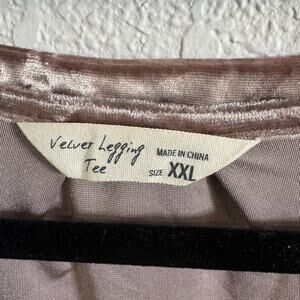 Velvet Legging
Tee
MADE IN CHINA
SIZE XXL